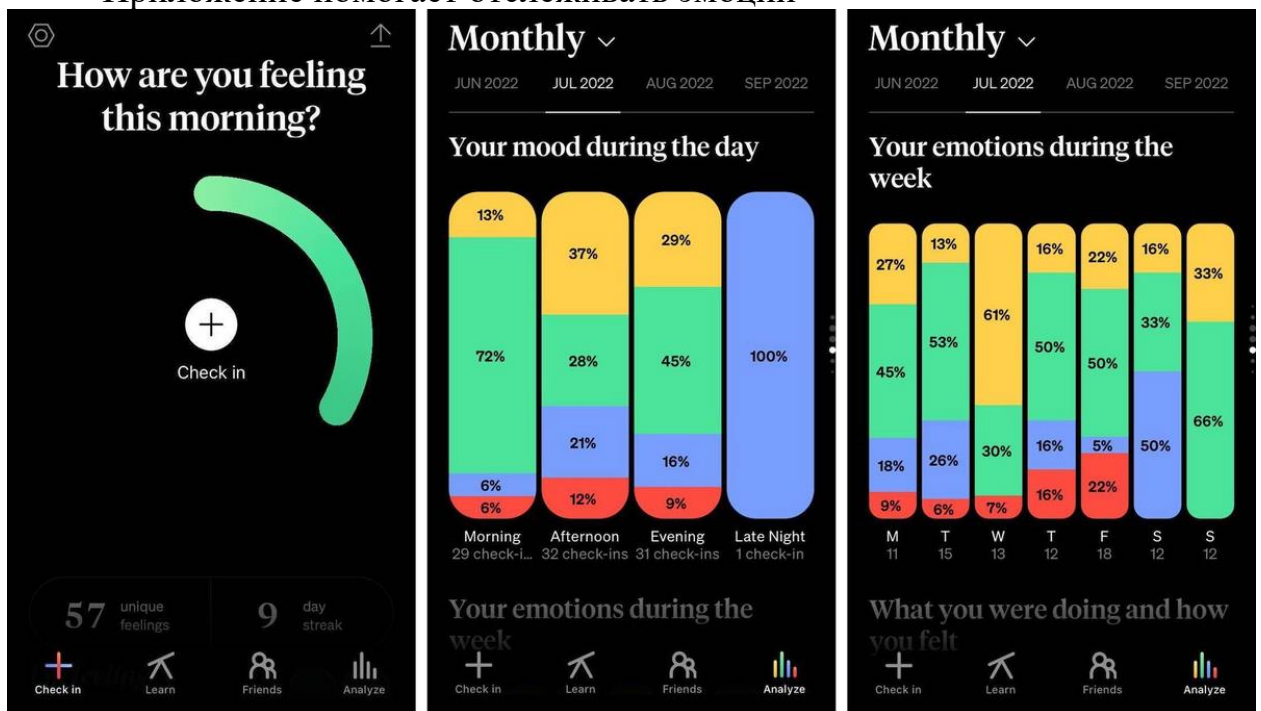 Приложение помогает отслеживать эмоции
How are you feeling
this morning?
Check in
57 unique feelings
9 day streak
Check in Learn Friends Analyze
Monthly
JUN 2022 JUL 2022 AUG 2022 SEP 2022
Your mood during the day
13% 37% 29% 100%
72% 28% 45%
6% 21% 16%
6% 12% 9%
Morning Afternoon Evening Late Night
29 check-i... 32 check-ins 31 check-ins 1 check-in
Your emotions during the
week
Check in Learn Friends Analyze
Monthly
JUN 2022 JUL 2022 AUG 2022 SEP 2022
Your emotions during the
week
27% 13% 61% 16% 22% 16% 33%
45% 53% 30% 50% 50% 33% 66%
18% 26% 7% 16% 5% 50%
9% 6% 16% 22%
M T W T F S S
11 15 13 12 18 12 12
What you were doing and how
you felt
Check in Learn Friends Analyze